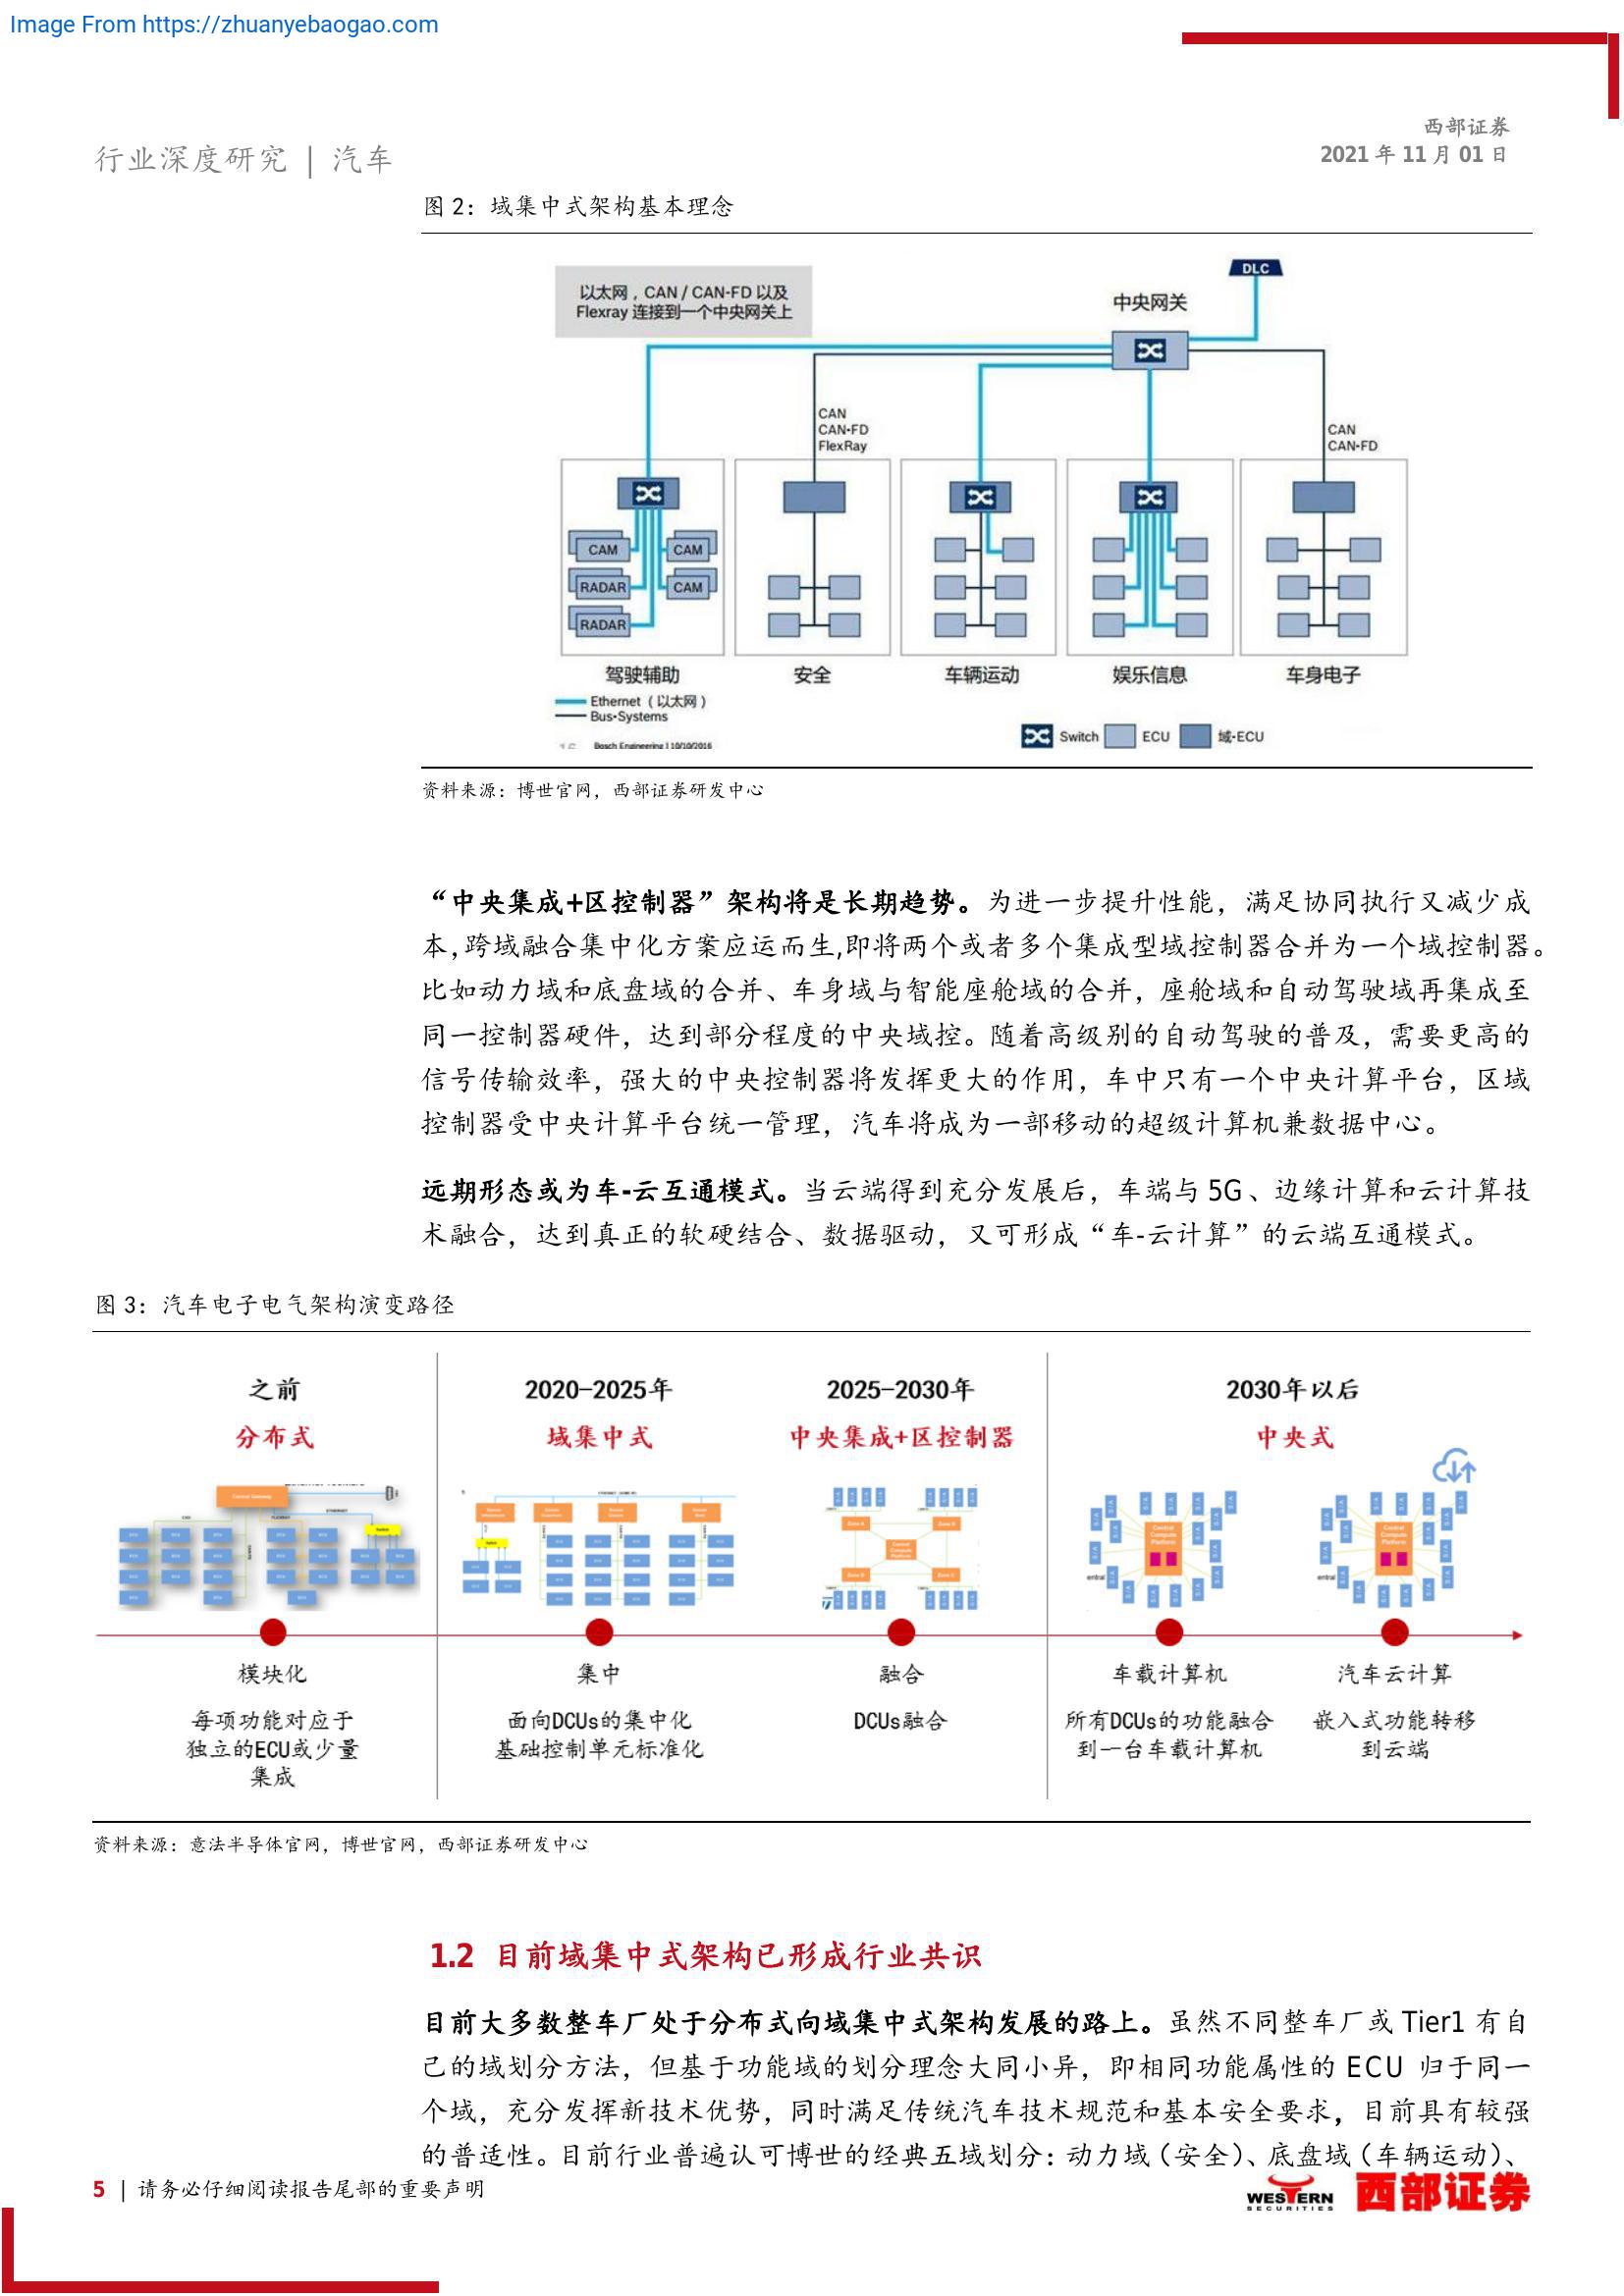 Image From https://zhuanyebaogao.com
西部证券
2021 年 11 月 01 日
行业深度研究 | 汽车
图 2：域集中式架构基本理念
DLC
以太网，CAN / CAN-FD 以及
Flexray 连接到一个中央网关上
中央网关
CAN
CAN-FD
FlexRay
CAN
CAN-FD
CAM CAM
RADAR CAM
RADAR
驾驶辅助 安全 车辆运动 娱乐信息 车身电子
Ethernet（以太网）
Bus-Systems
Switch ECU 域-ECU
Bosch Engineering | 10/10/2016
资料来源：博世官网，西部证券研发中心
“中央集成+区控制器”架构将是长期趋势。为进一步提升性能，满足协同执行又减少成
本,跨域融合集中化方案应运而生,即将两个或者多个集成型域控制器合并为一个域控制器。
比如动力域和底盘域的合并、车身域与智能座舱域的合并，座舱域和自动驾驶域再集成至
同一控制器硬件，达到部分程度的中央域控。随着高级别的自动驾驶的普及，需要更高的
信号传输效率，强大的中央控制器将发挥更大的作用，车中只有一个中央计算平台，区域
控制器受中央计算平台统一管理，汽车将成为一部移动的超级计算机兼数据中心。
远期形态或为车-云互通模式。当云端得到充分发展后，车端与 5G、边缘计算和云计算技
术融合，达到真正的软硬结合、数据驱动，又可形成“车-云计算”的云端互通模式。
图 3：汽车电子电气架构演变路径
之前 2020-2025年 2025-2030年 2030年以后
分布式 域集中式 中央集成+区控制器 中央式
Central Compute Platform
Central Compute Platform
模块化 集中 融合 车载计算机 汽车云计算
每项功能对应于 面向DCUs的集中化 DCUs融合 所有DCUs的功能融合 嵌入式功能转移
独立的ECU或少量 基础控制单元标准化 到一台车载计算机 到云端
集成
资料来源：意法半导体官网，博世官网，西部证券研发中心
1.2 目前域集中式架构已形成行业共识
目前大多数整车厂处于分布式向域集中式架构发展的路上。虽然不同整车厂或 Tier1 有自
己的域划分方法，但基于功能域的划分理念大同小异，即相同功能属性的 ECU 归于同一
个域，充分发挥新技术优势，同时满足传统汽车技术规范和基本安全要求，目前具有较强
的普适性。目前行业普遍认可博世的经典五域划分：动力域（安全）、底盘域（车辆运动）、
5 | 请务必仔细阅读报告尾部的重要声明
WESTERN
SECURITIES
西部证券